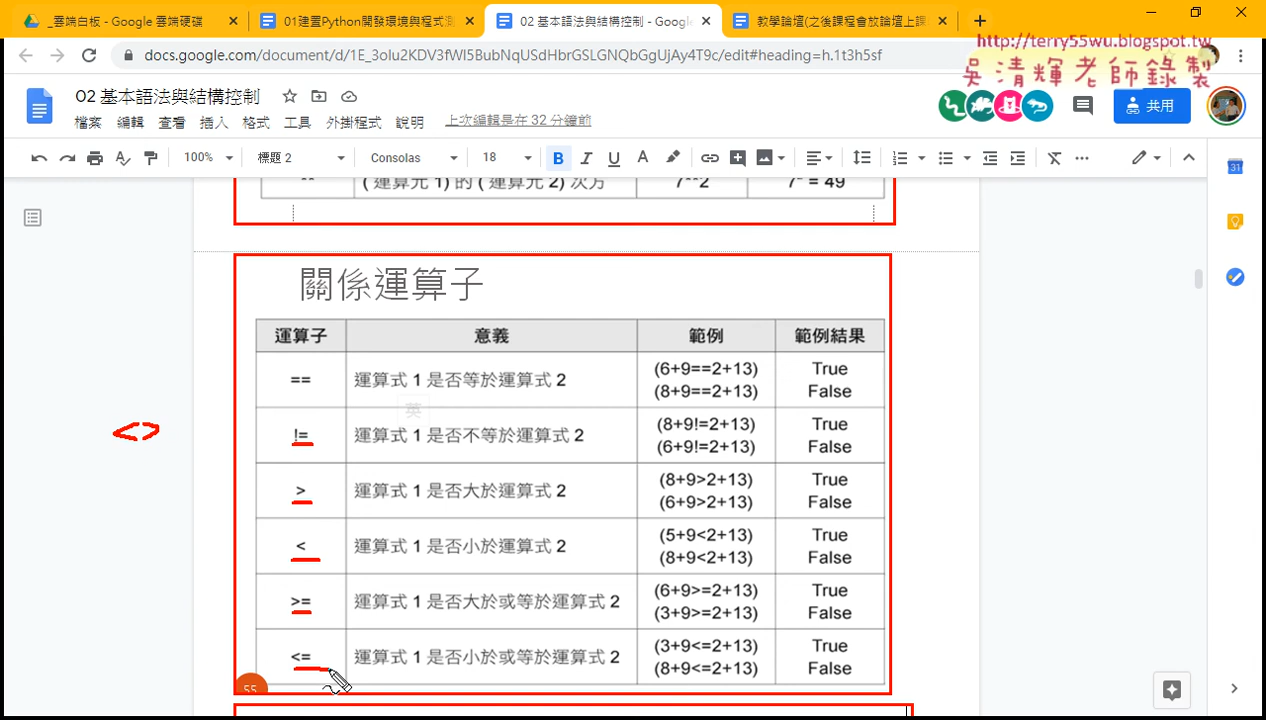 _雲端白板 - Google 雲端硬碟
01建置Python開發環境與程式測
02 基本語法與結構控制 - Google
教學論壇(之後課程會放論壇上課
docs.google.com/document/d/1E_3oIu2KDV3fWI5BubNqUSdHbrGSLGNQbGgUjAy4T9c/edit#heading=h.1t3h5sf
http://terry55wu.blogspot.tw
吳清輝老師錄製
02 基本語法與結構控制
檔案 編輯 查看 插入 格式 工具 外掛程式 說明 上次編輯是在 32 分鐘前
共用
100% 標題 2 Consolas 18 B I U A
31
** (運算元 1) 的 (運算元 2) 次方 7**2 7² = 49
關係運算子
運算子 意義 範例 範例結果
== 運算式 1 是否等於運算式 2 (6+9==2+13) True
(8+9==2+13) False
英
<>
!= 運算式 1 是否不等於運算式 2 (8+9!=2+13) True
(6+9!=2+13) False
> 運算式 1 是否大於運算式 2 (8+9>2+13) True
(6+9>2+13) False
< 運算式 1 是否小於運算式 2 (5+9<2+13) True
(8+9<2+13) False
>= 運算式 1 是否大於或等於運算式 2 (6+9>=2+13) True
(3+9>=2+13) False
<= 運算式 1 是否小於或等於運算式 2 (3+9<=2+13) True
(8+9<=2+13) False
55